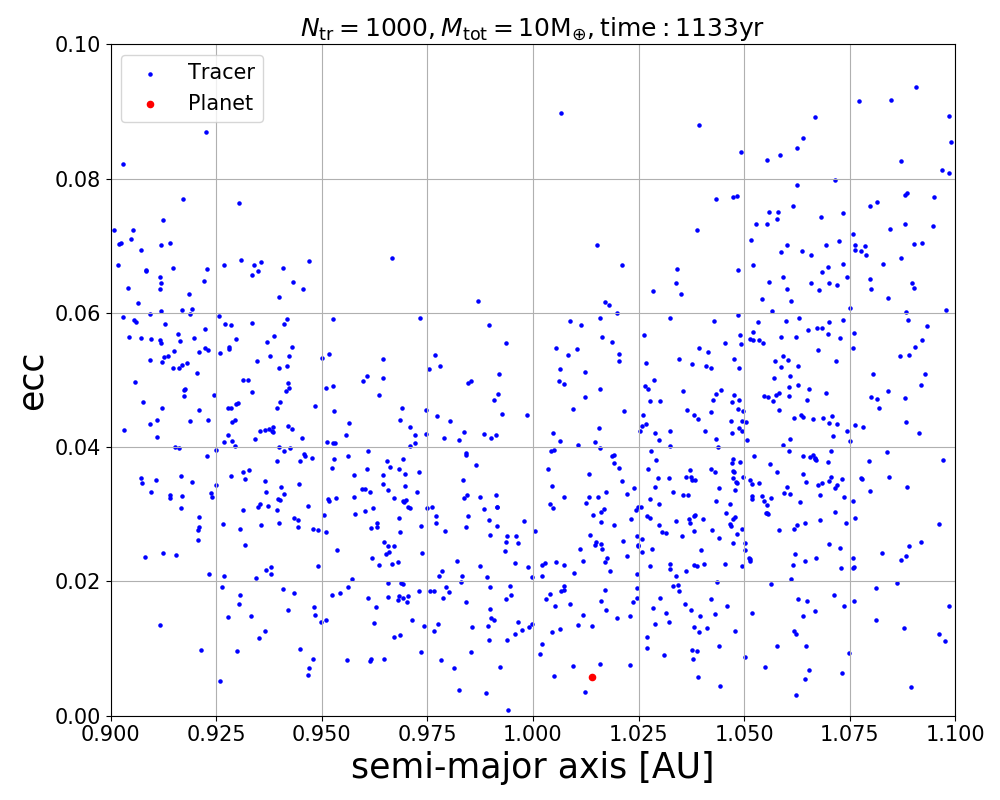 N_tr = 1000, M_tot = 10M_⊕, time : 1133yr
Tracer
Planet
ecc
0.10
0.08
0.06
0.04
0.02
0.00
0.900 0.925 0.950 0.975 1.000 1.025 1.050 1.075 1.100
semi-major axis [AU]